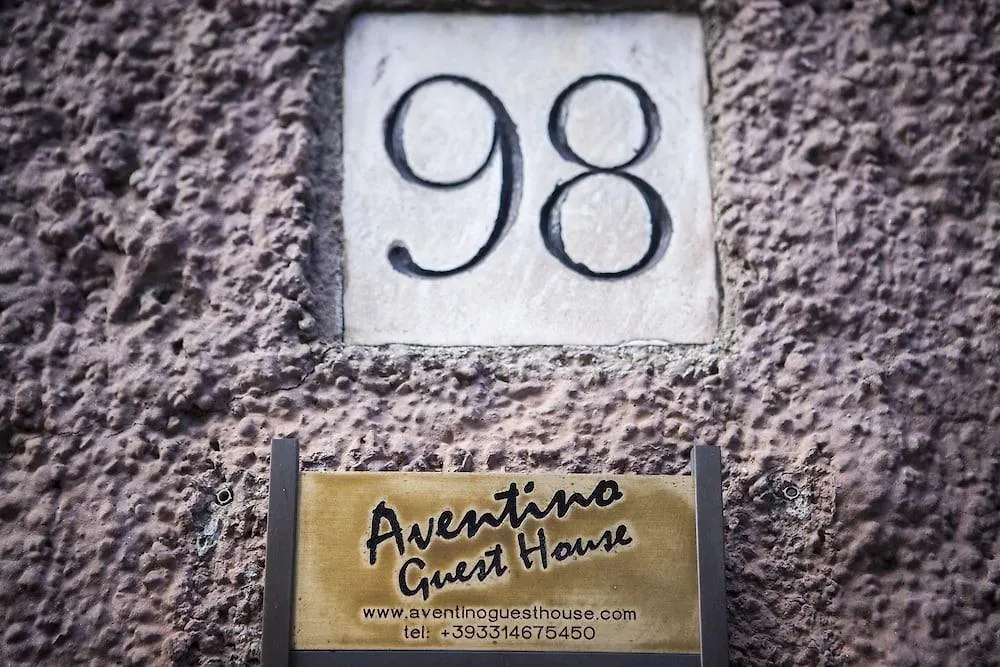 98
Aventino
Guest House
www.aventinoguesthouse.com
tel: +393314675450